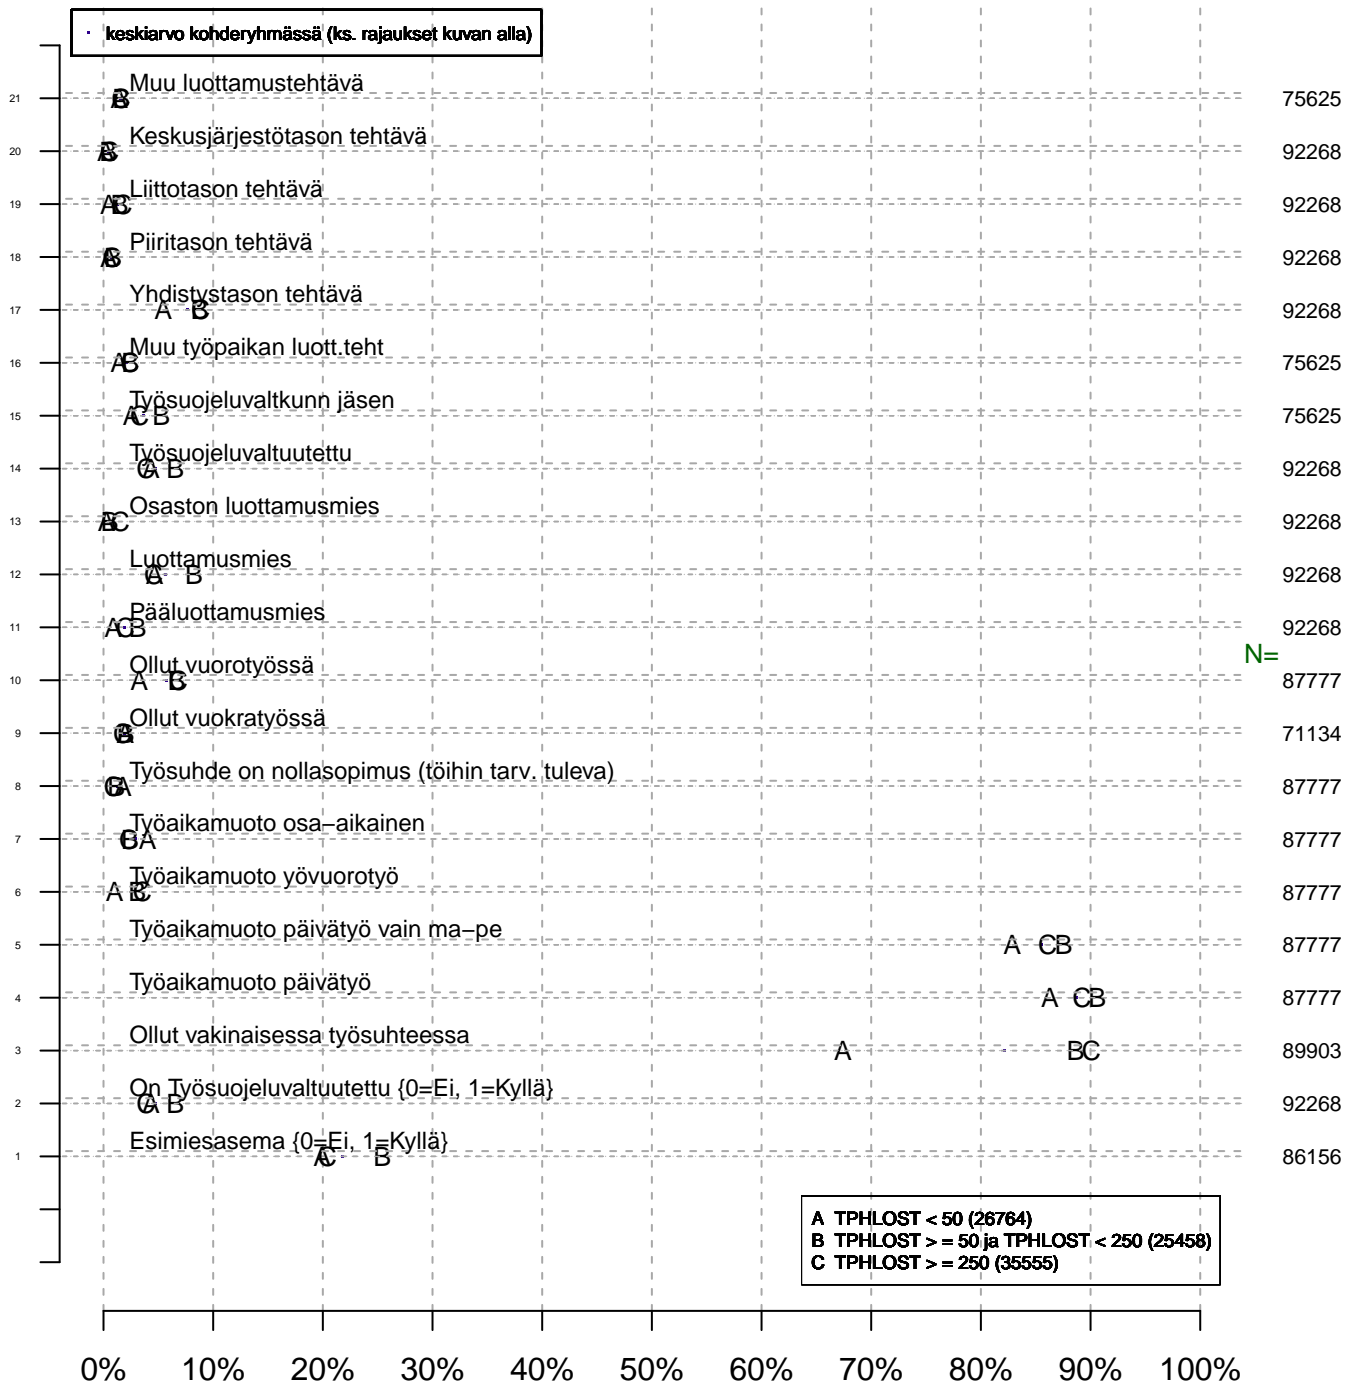 keskiarvo kohderyhmässä (ks. rajaukset kuvan alla)
21 Muu luottamustehtävä A C B 75625
20 Keskusjärjestötason tehtävä A B C 92268
19 Liittotason tehtävä A B C 92268
18 Piiritason tehtävä A C B 92268
17 Yhdistystason tehtävä A C B 92268
16 Muu työpaikan luott.teht A C B 75625
15 Työsuojeluvaltkunn jäsen A C B 75625
14 Työsuojeluvaltuutettu C A B 92268
13 Osaston luottamusmies A B C 92268
12 Luottamusmies C A B 92268
11 Pääluottamusmies A C B 92268
N=
10 Ollut vuorotyössä A B C 87777
9 Ollut vuokratyössä C B A 71134
8 Työsuhde on nollasopimus (töihin tarv. tuleva) C B A 87777
7 Työaikamuoto osa−aikainen C B A 87777
6 Työaikamuoto yövuorotyö A B C 87777
5 Työaikamuoto päivätyö vain ma−pe A C B 87777
4 Työaikamuoto päivätyö A C B 87777
3 Ollut vakinaisessa työsuhteessa A B C 89903
2 On Työsuojeluvaltuutettu {0=Ei, 1=Kyllä} C A B 92268
1 Esimiesasema {0=Ei, 1=Kyllä} A C B 86156
A TPHLOST < 50 (26764)
B TPHLOST > = 50 ja TPHLOST < 250 (25458)
C TPHLOST > = 250 (35555)
0% 10% 20% 30% 40% 50% 60% 70% 80% 90% 100%